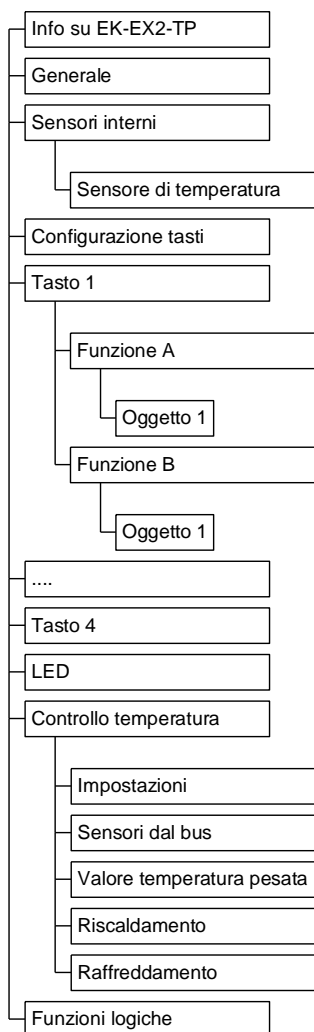 Info su EK-EX2-TP
Generale
Sensori interni
Sensore di temperatura
Configurazione tasti
Tasto 1
Funzione A
Oggetto 1
Funzione B
Oggetto 1
....
Tasto 4
LED
Controllo temperatura
Impostazioni
Sensori dal bus
Valore temperatura pesata
Riscaldamento
Raffreddamento
Funzioni logiche